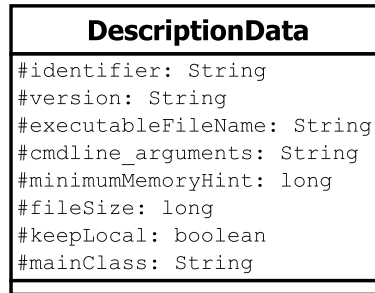 DescriptionData
#identifier: String
#version: String
#executableFileName: String
#cmdline_arguments: String
#minimumMemoryHint: long
#fileSize: long
#keepLocal: boolean
#mainClass: String